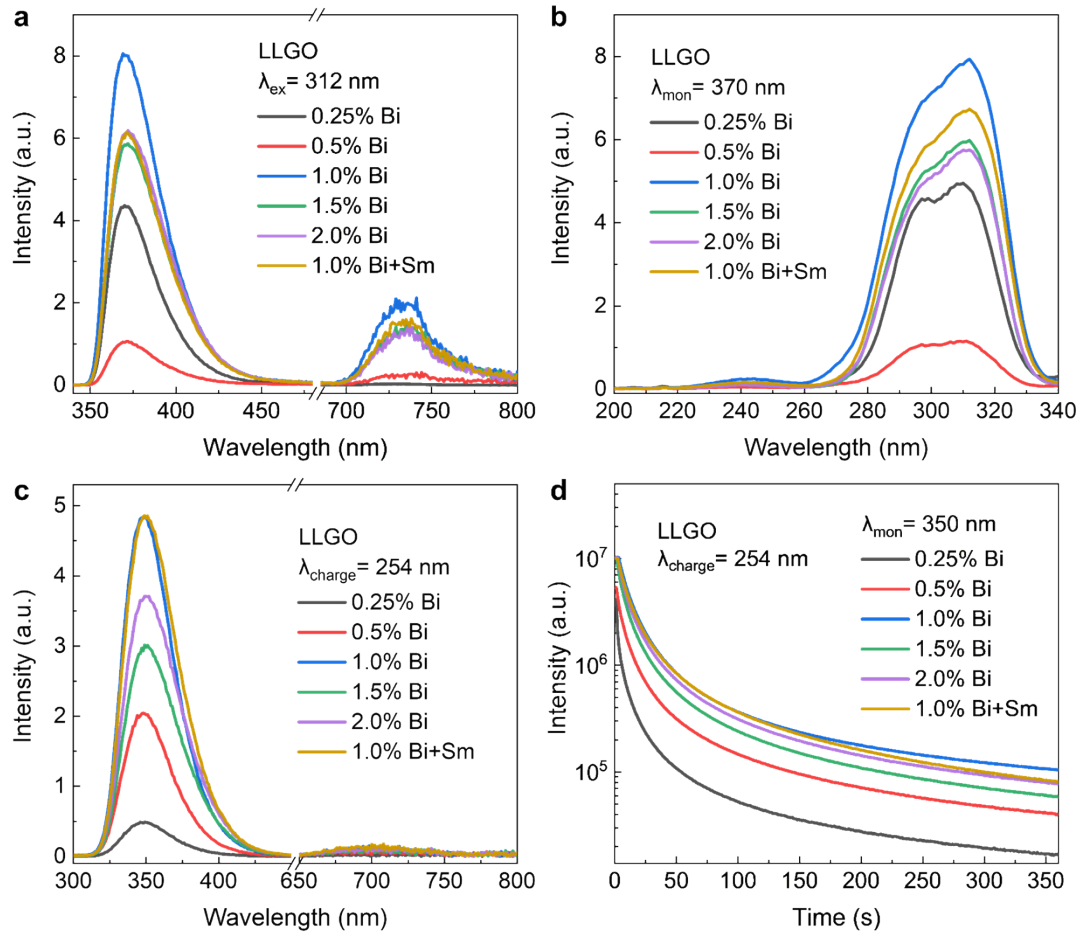 a
LLGO
λex= 312 nm
0.25% Bi
0.5% Bi
1.0% Bi
1.5% Bi
2.0% Bi
1.0% Bi+Sm
Intensity (a.u.)
8
6
4
2
0
350 400 450 700 750 800
Wavelength (nm)
b
LLGO
λmon= 370 nm
0.25% Bi
0.5% Bi
1.0% Bi
1.5% Bi
2.0% Bi
1.0% Bi+Sm
Intensity (a.u.)
8
6
4
2
0
200 220 240 260 280 300 320 340
Wavelength (nm)
c
LLGO
λcharge= 254 nm
0.25% Bi
0.5% Bi
1.0% Bi
1.5% Bi
2.0% Bi
1.0% Bi+Sm
Intensity (a.u.)
5
4
3
2
1
0
300 350 400 650 700 750 800
Wavelength (nm)
d
LLGO
λcharge= 254 nm
λmon= 350 nm
0.25% Bi
0.5% Bi
1.0% Bi
1.5% Bi
2.0% Bi
1.0% Bi+Sm
Intensity (a.u.)
10⁷
10⁶
10⁵
0 50 100 150 200 250 300 350
Time (s)